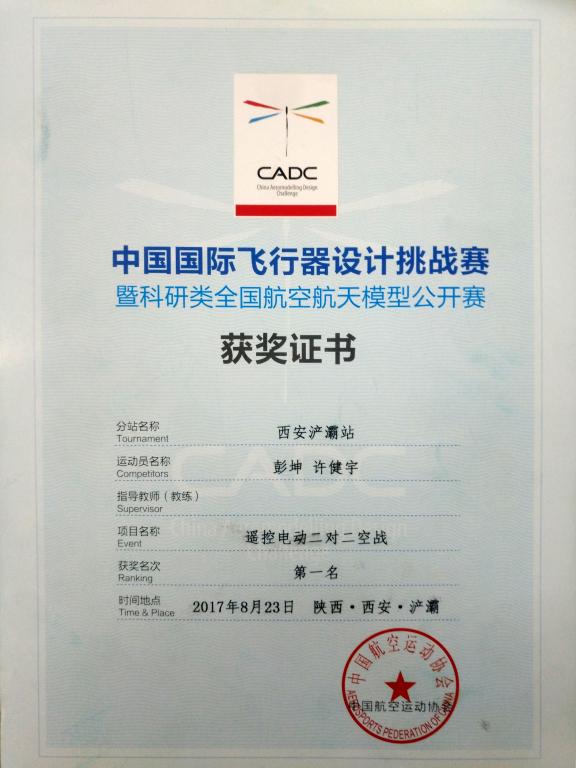 CADC
China Aeromodelling Design
Challenge
中国国际飞行器设计挑战赛
暨科研类全国航空航天模型公开赛
获奖证书
分站名称
Tournament
西安浐灞站
运动员名称
Competitors
彭坤 许健宇
指导教师（教练）
Supervisor
项目名称
Event
遥控电动二对二空战
获奖名次
Ranking
第一名
时间地点
Time & Place
2017年8月23日 陕西·西安·浐灞
中国航空运动协会
中国航空运动协会
AEROSPORTS FEDERATION OF CHINA
CADC
China Aeromodelling Design
Challenge